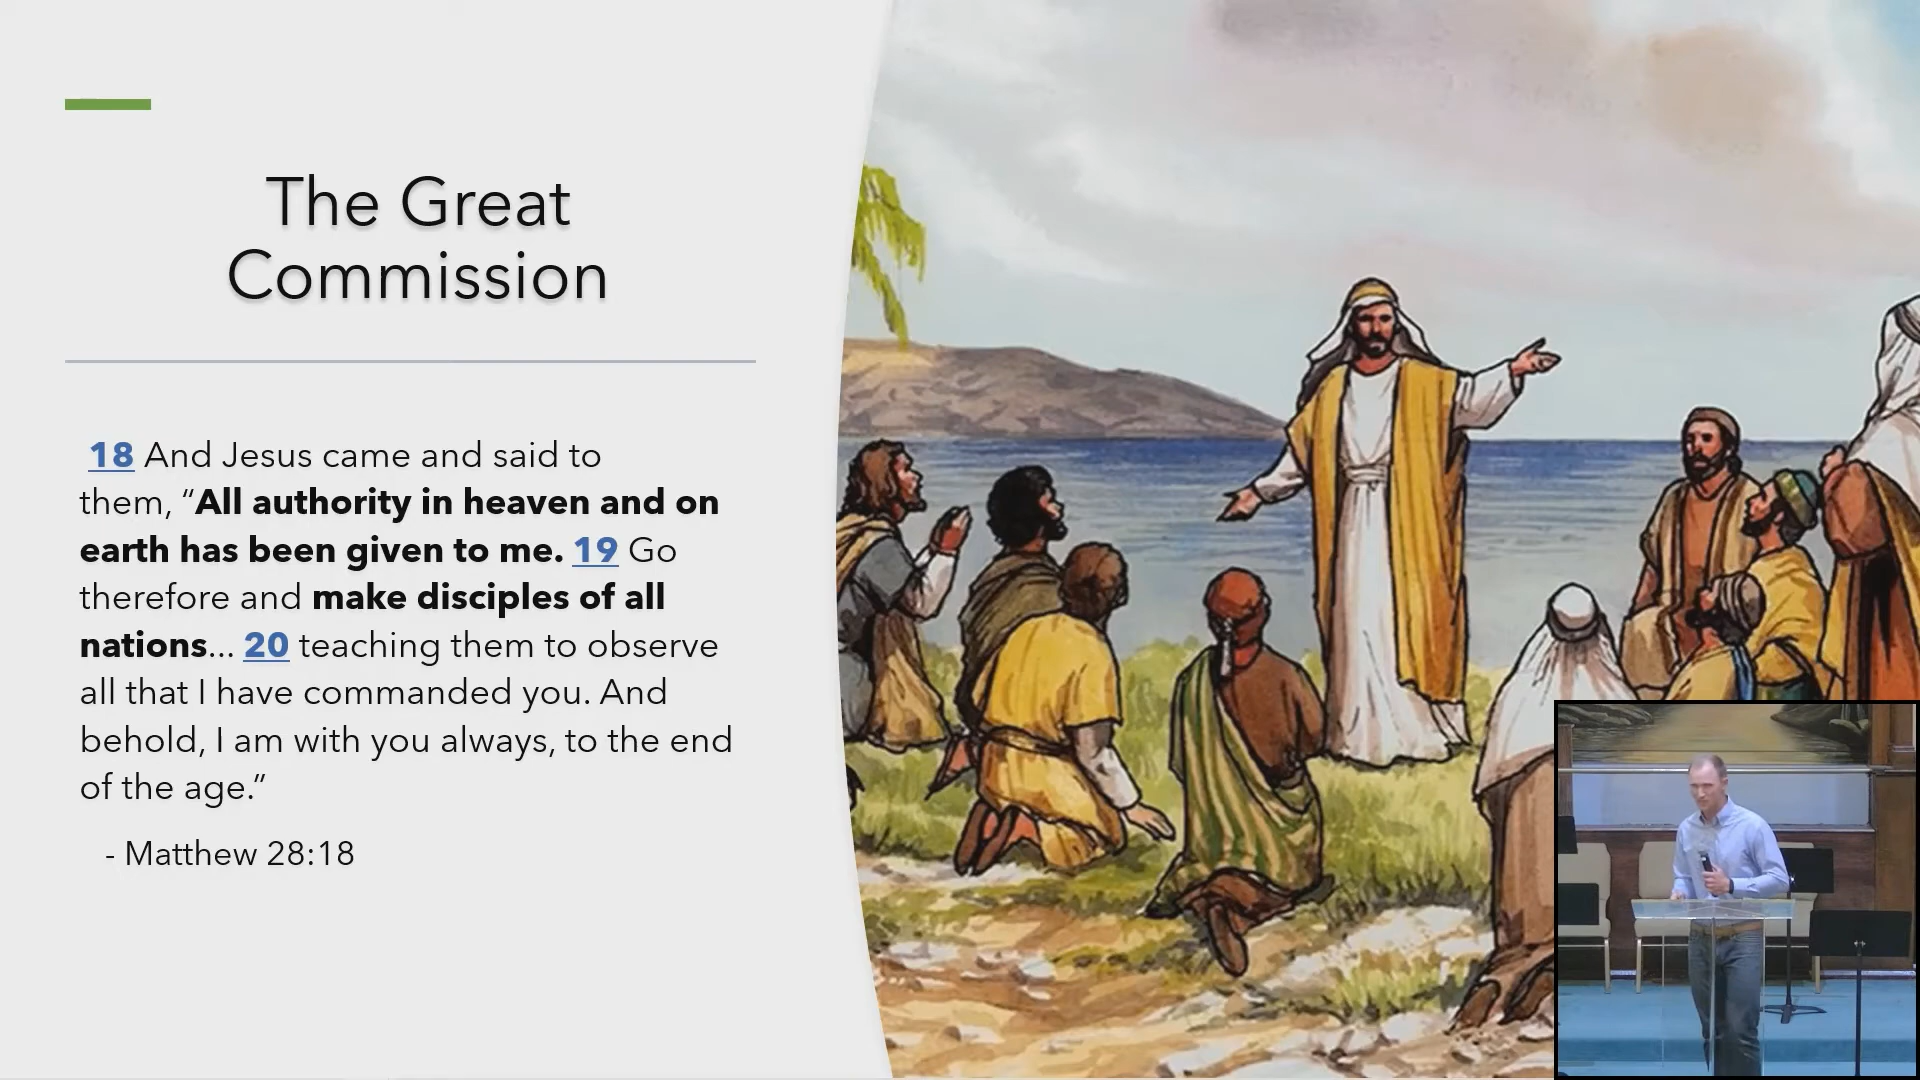 The Great
Commission
18 And Jesus came and said to
them, “All authority in heaven and on
earth has been given to me. 19 Go
therefore and make disciples of all
nations... 20 teaching them to observe
all that I have commanded you. And
behold, I am with you always, to the end
of the age.”
- Matthew 28:18